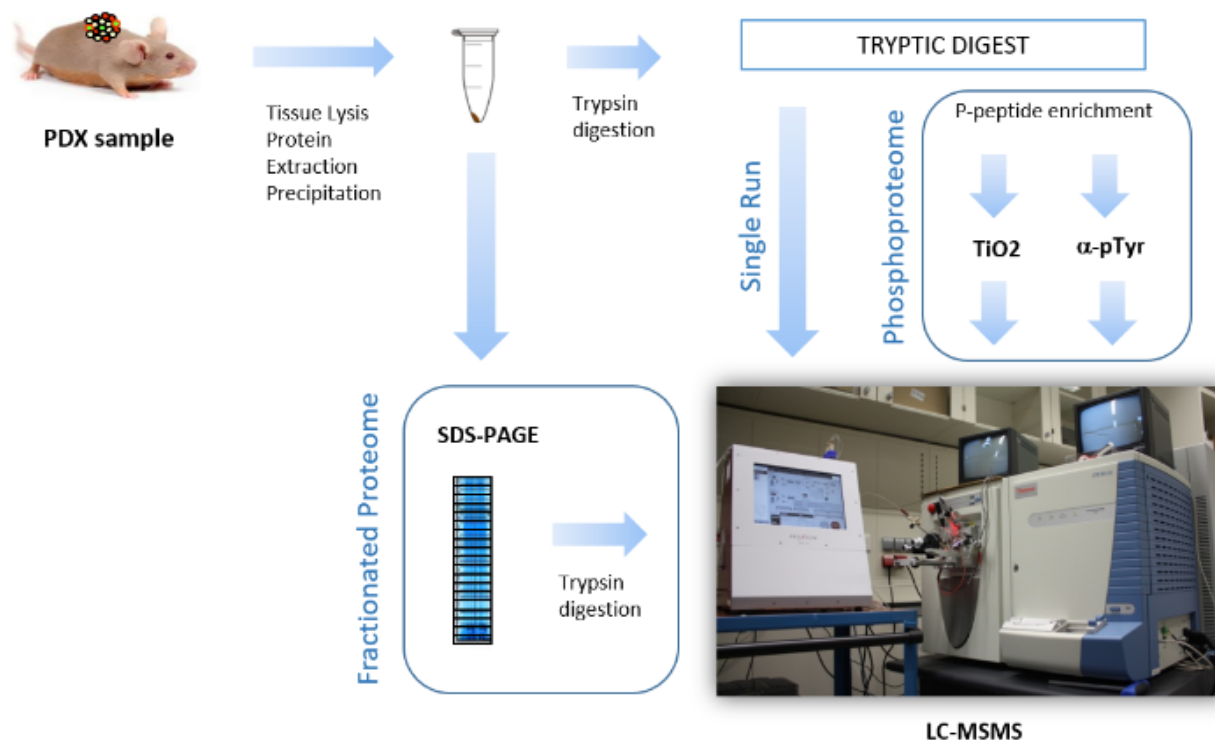 PDX sample
Tissue Lysis
Protein
Extraction
Precipitation
Trypsin
digestion
TRYPTIC DIGEST
Single Run
Phosphoproteome
P-peptide enrichment
TiO2
α-pTyr
Fractionated Proteome
SDS-PAGE
Trypsin
digestion
LC-MSMS